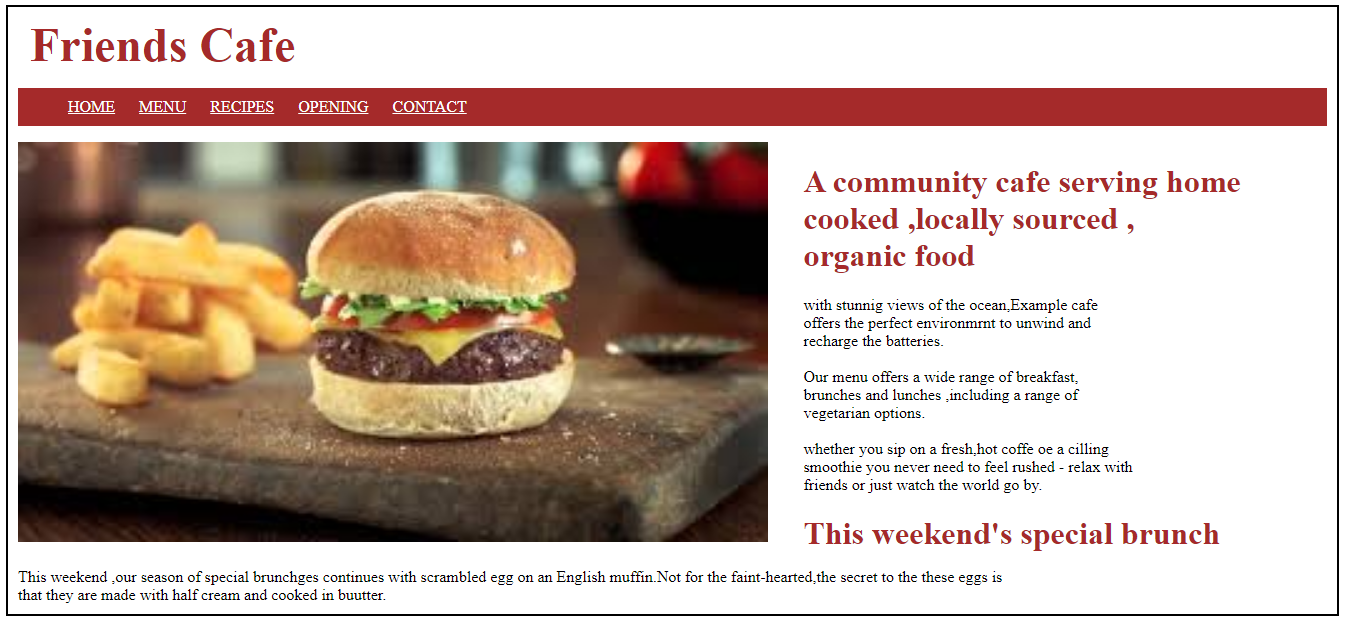 Friends Cafe
HOME MENU RECIPES OPENING CONTACT
A community cafe serving home
cooked ,locally sourced ,
organic food
with stunnig views of the ocean,Example cafe
offers the perfect environmrnt to unwind and
recharge the batteries.
Our menu offers a wide range of breakfast,
brunches and lunches ,including a range of
vegetarian options.
whether you sip on a fresh,hot coffe oe a cilling
smoothie you never need to feel rushed - relax with
friends or just watch the world go by.
This weekend's special brunch
This weekend ,our season of special brunchges continues with scrambled egg on an English muffin.Not for the faint-hearted,the secret to the these eggs is
that they are made with half cream and cooked in buutter.